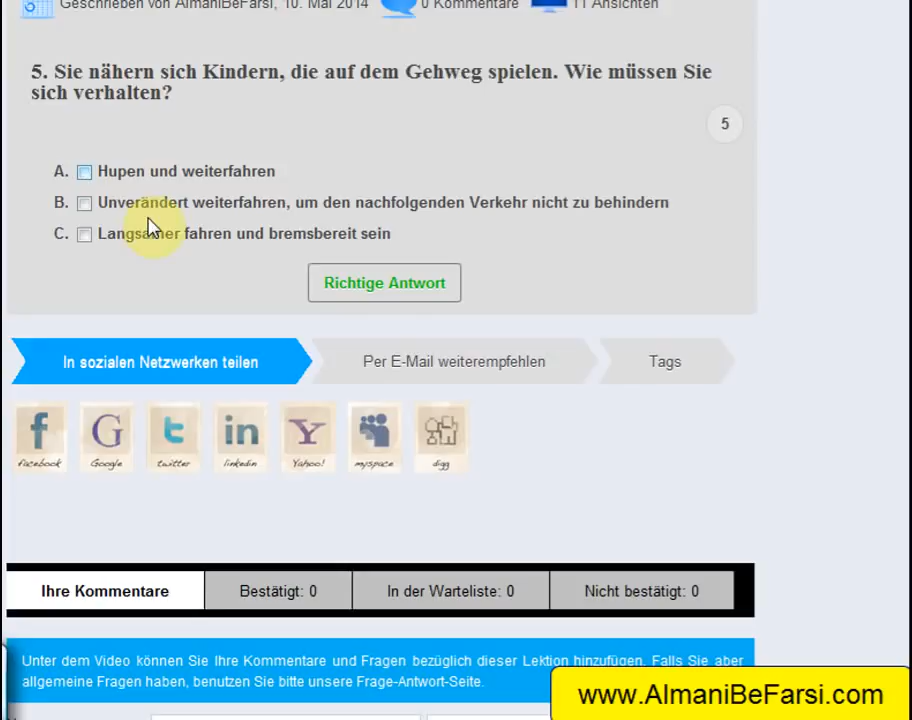 Geschrieben von AlmaniBeFarsi, 10. Mai 2014 0 Kommentare 11 Ansichten
5. Sie nähern sich Kindern, die auf dem Gehweg spielen. Wie müssen Sie
sich verhalten?
5
A. Hupen und weiterfahren
B. Unverändert weiterfahren, um den nachfolgenden Verkehr nicht zu behindern
C. Langsamer fahren und bremsbereit sein
Richtige Antwort
In sozialen Netzwerken teilen Per E-Mail weiterempfehlen Tags
facebook Google twitter linkedin Yahoo! myspace digg
Ihre Kommentare Bestätigt: 0 In der Warteliste: 0 Nicht bestätigt: 0
Unter dem Video können Sie Ihre Kommentare und Fragen bezüglich dieser Lektion hinzufügen. Falls Sie aber
allgemeine Fragen haben, benutzen Sie bitte unsere Frage-Antwort-Seite.
www.AlmaniBeFarsi.com